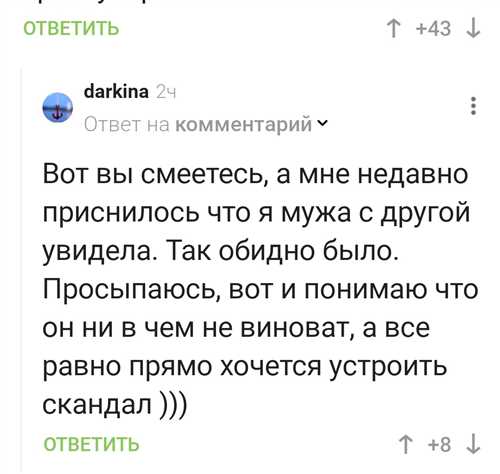 ОТВЕТИТЬ ↑ +43 ↓
darkina 2ч
Ответ на комментарий
Вот вы смеетесь, а мне недавно
приснилось что я мужа с другой
увидела. Так обидно было.
Просыпаюсь, вот и понимаю что
он ни в чем не виноват, а все
равно прямо хочется устроить
скандал )))
ОТВЕТИТЬ ↑ +8 ↓